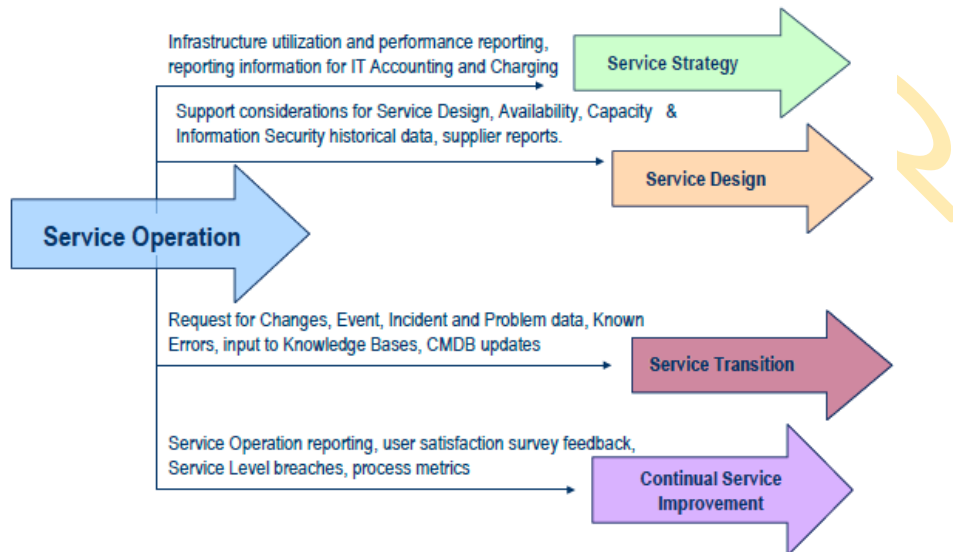 Infrastructure utilization and performance reporting,
reporting information for IT Accounting and Charging
Service Strategy
Support considerations for Service Design, Availability, Capacity &
Information Security historical data, supplier reports.
Service Design
Service Operation
Request for Changes, Event, Incident and Problem data, Known
Errors, input to Knowledge Bases, CMDB updates
Service Transition
Service Operation reporting, user satisfaction survey feedback,
Service Level breaches, process metrics
Continual Service
Improvement